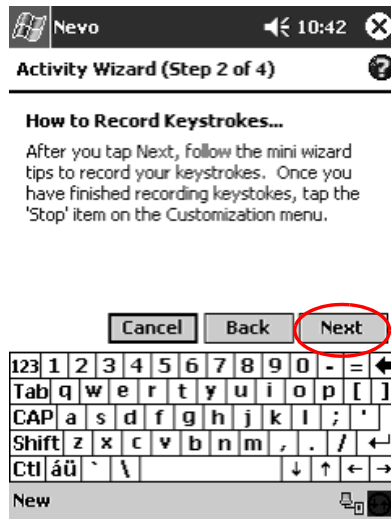 Nevo 10:42
Activity Wizard (Step 2 of 4)
How to Record Keystrokes...
After you tap Next, follow the mini wizard
tips to record your keystrokes. Once you
have finished recording keystokes, tap the
'Stop' item on the Customization menu.
Cancel Back Next
123 1 2 3 4 5 6 7 8 9 0 - =
Tab q w e r t y u i o p [ ]
CAP a s d f g h j k l ; '
Shift z x c v b n m , . /
Ctl áü ` \ ↓ ↑ ← →
New